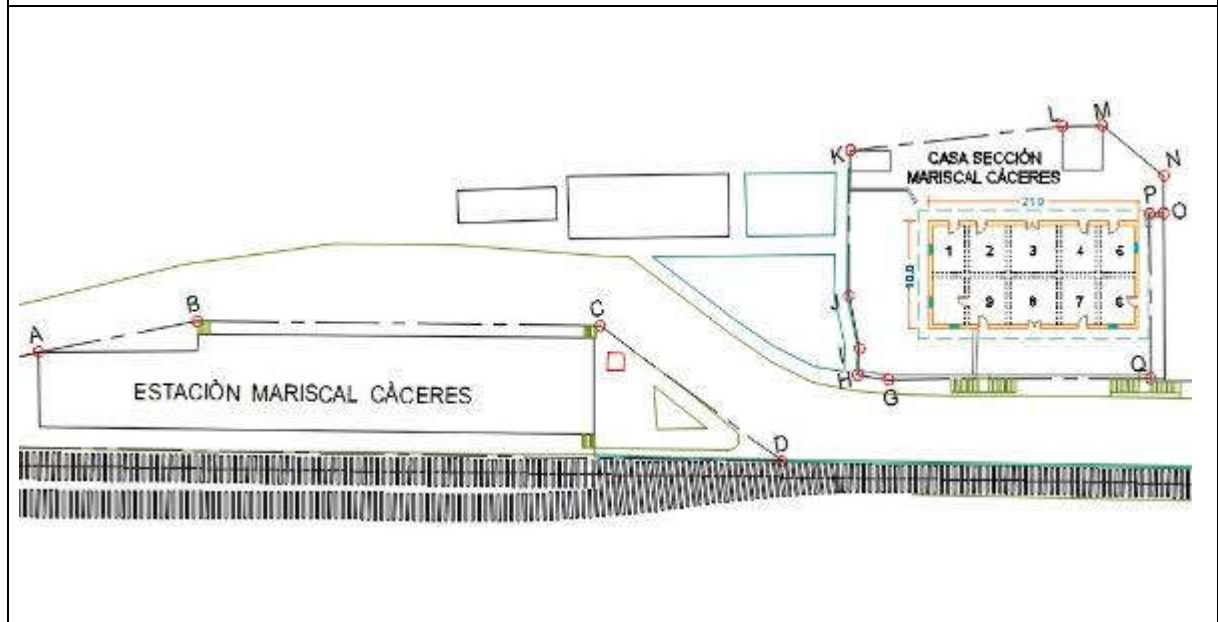 L M
K
CASA SECCIÓN
MARISCAL CÀCERES
N
P O
21.0
1 2 3 4 5
10.0
9 8 7 6
B
C
J
A
H
G
Q
ESTACIÓN MARISCAL CÀCERES
D